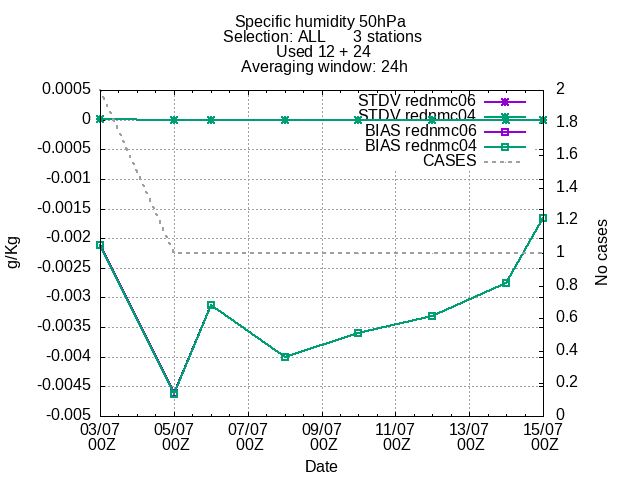 Specific humidity 50hPa
Selection: ALL 3 stations
Used 12 + 24
Averaging window: 24h
STDV rednmc06
STDV rednmc04
BIAS rednmc06
BIAS rednmc04
CASES
0.0005
0
-0.0005
-0.001
-0.0015
-0.002
-0.0025
-0.003
-0.0035
-0.004
-0.0045
-0.005
g/Kg
2
1.8
1.6
1.4
1.2
1
0.8
0.6
0.4
0.2
0
No cases
03/07 05/07 07/07 09/07 11/07 13/07 15/07
00Z 00Z 00Z 00Z 00Z 00Z 00Z
Date